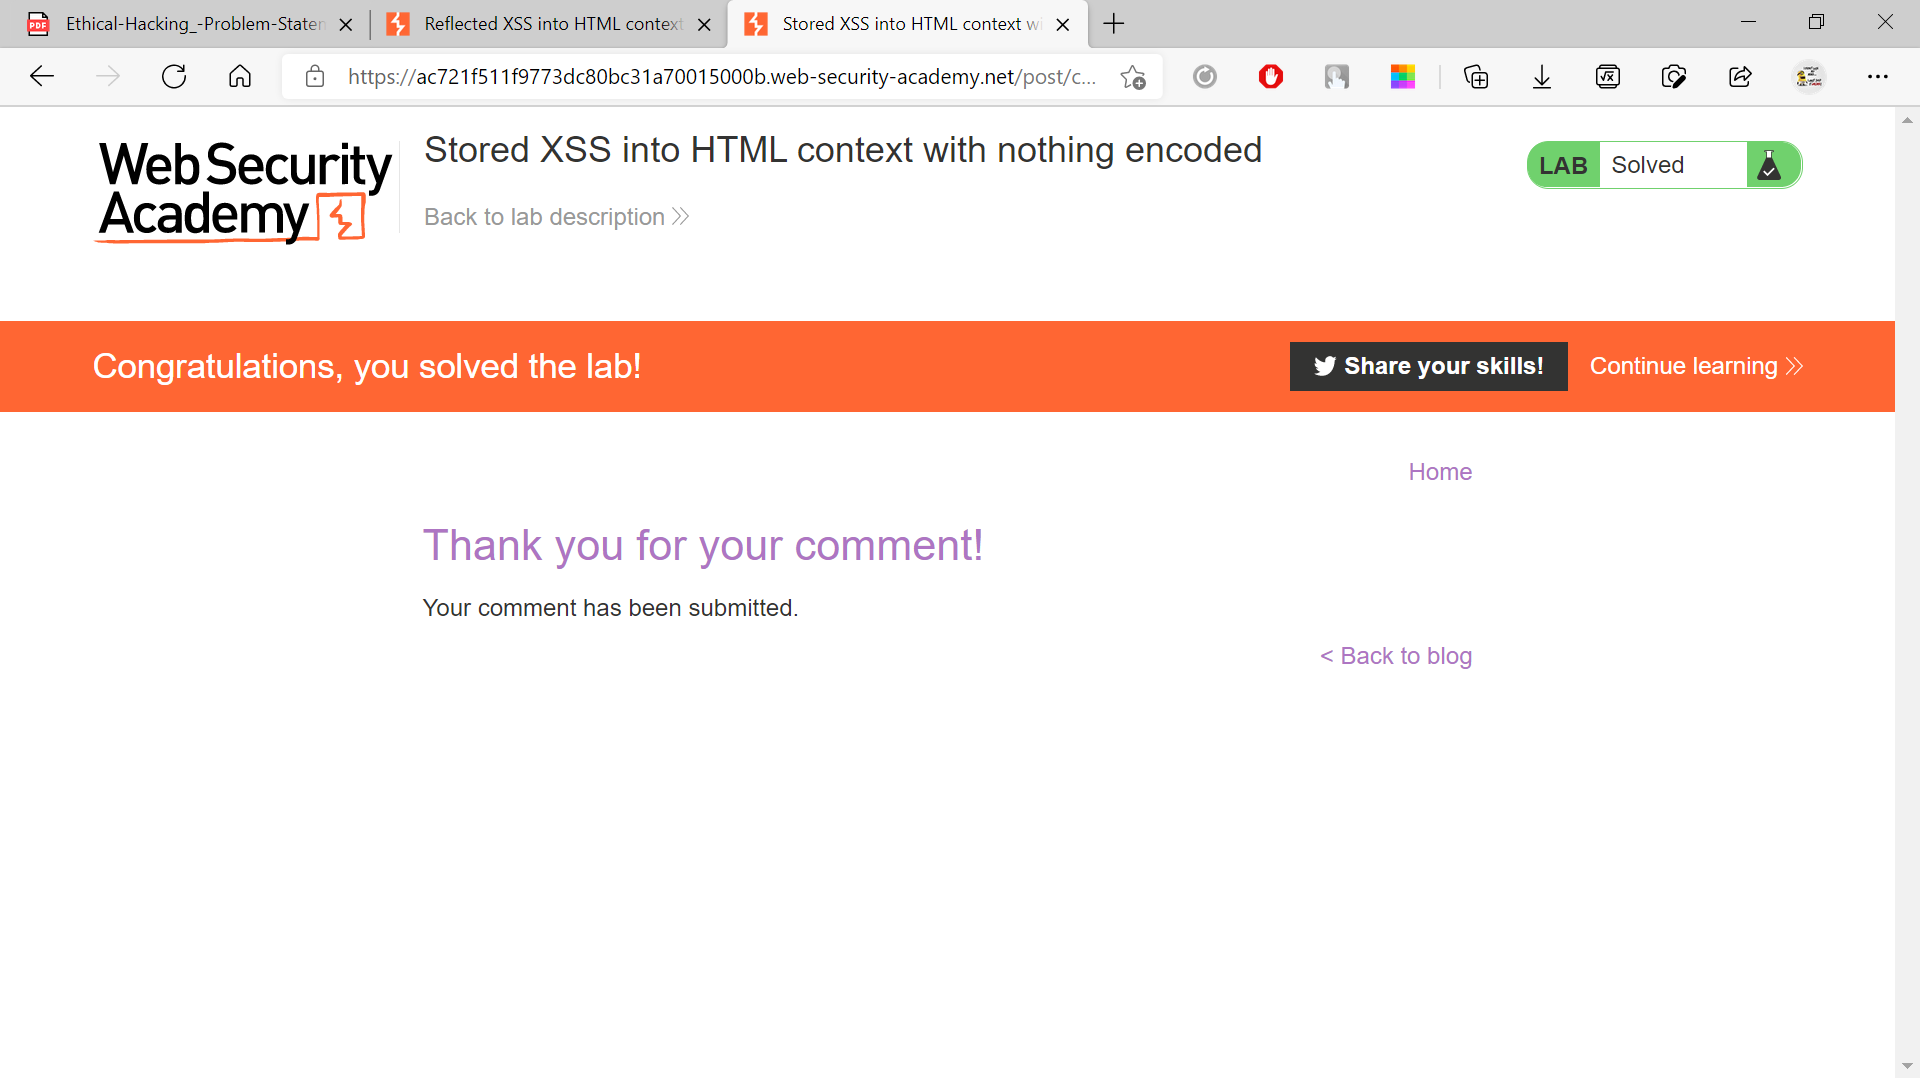 Ethical-Hacking_-Problem-Staten
Reflected XSS into HTML context
Stored XSS into HTML context wi
https://ac721f511f9773dc80bc31a70015000b.web-security-academy.net/post/c...
Web Security
Academy
Stored XSS into HTML context with nothing encoded
Back to lab description
LAB Solved
Congratulations, you solved the lab!
Share your skills!
Continue learning
Home
Thank you for your comment!
Your comment has been submitted.
< Back to blog